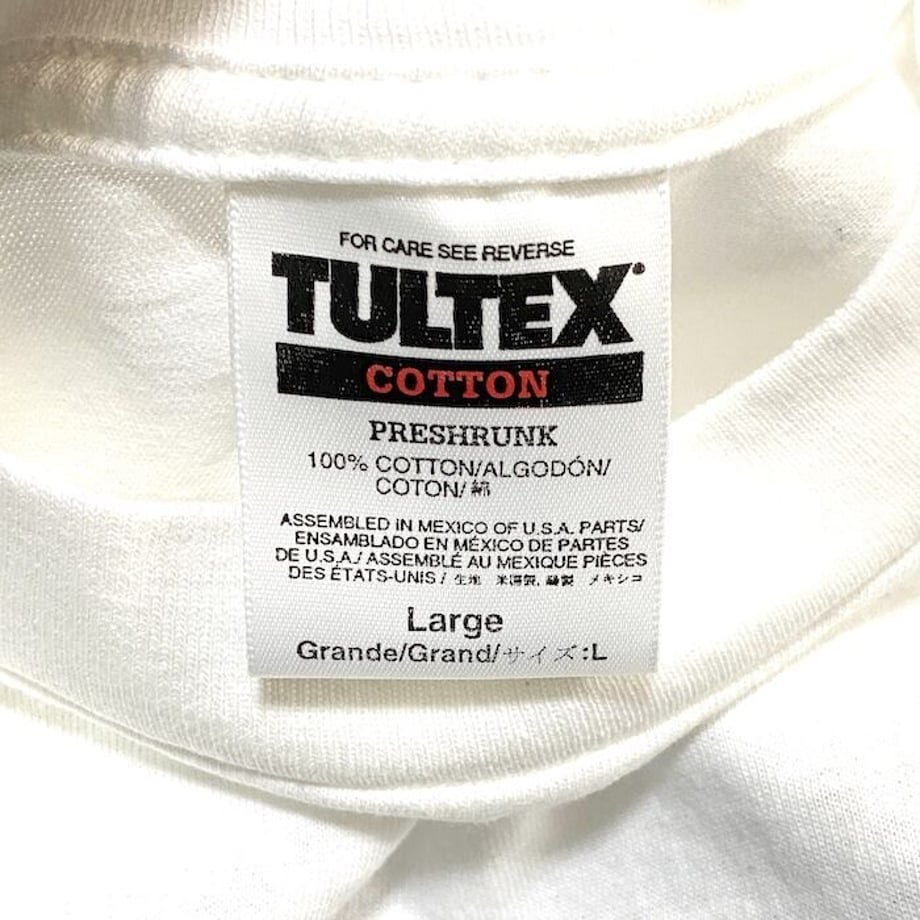 FOR CARE SEE REVERSE
TULTEX®
COTTON
PRESHRUNK
100% COTTON/ALGODÓN/
COTON/綿
ASSEMBLED IN MEXICO OF U.S.A. PARTS/
ENSAMBLADO EN MÉXICO DE PARTES
DE U.S.A./ASSEMBLÉ AU MEXIQUE PIÈCES
DES ÉTATS-UNIS/生地 米国製, 縫製 メキシコ
Large
Grande/Grand/サイズ:L